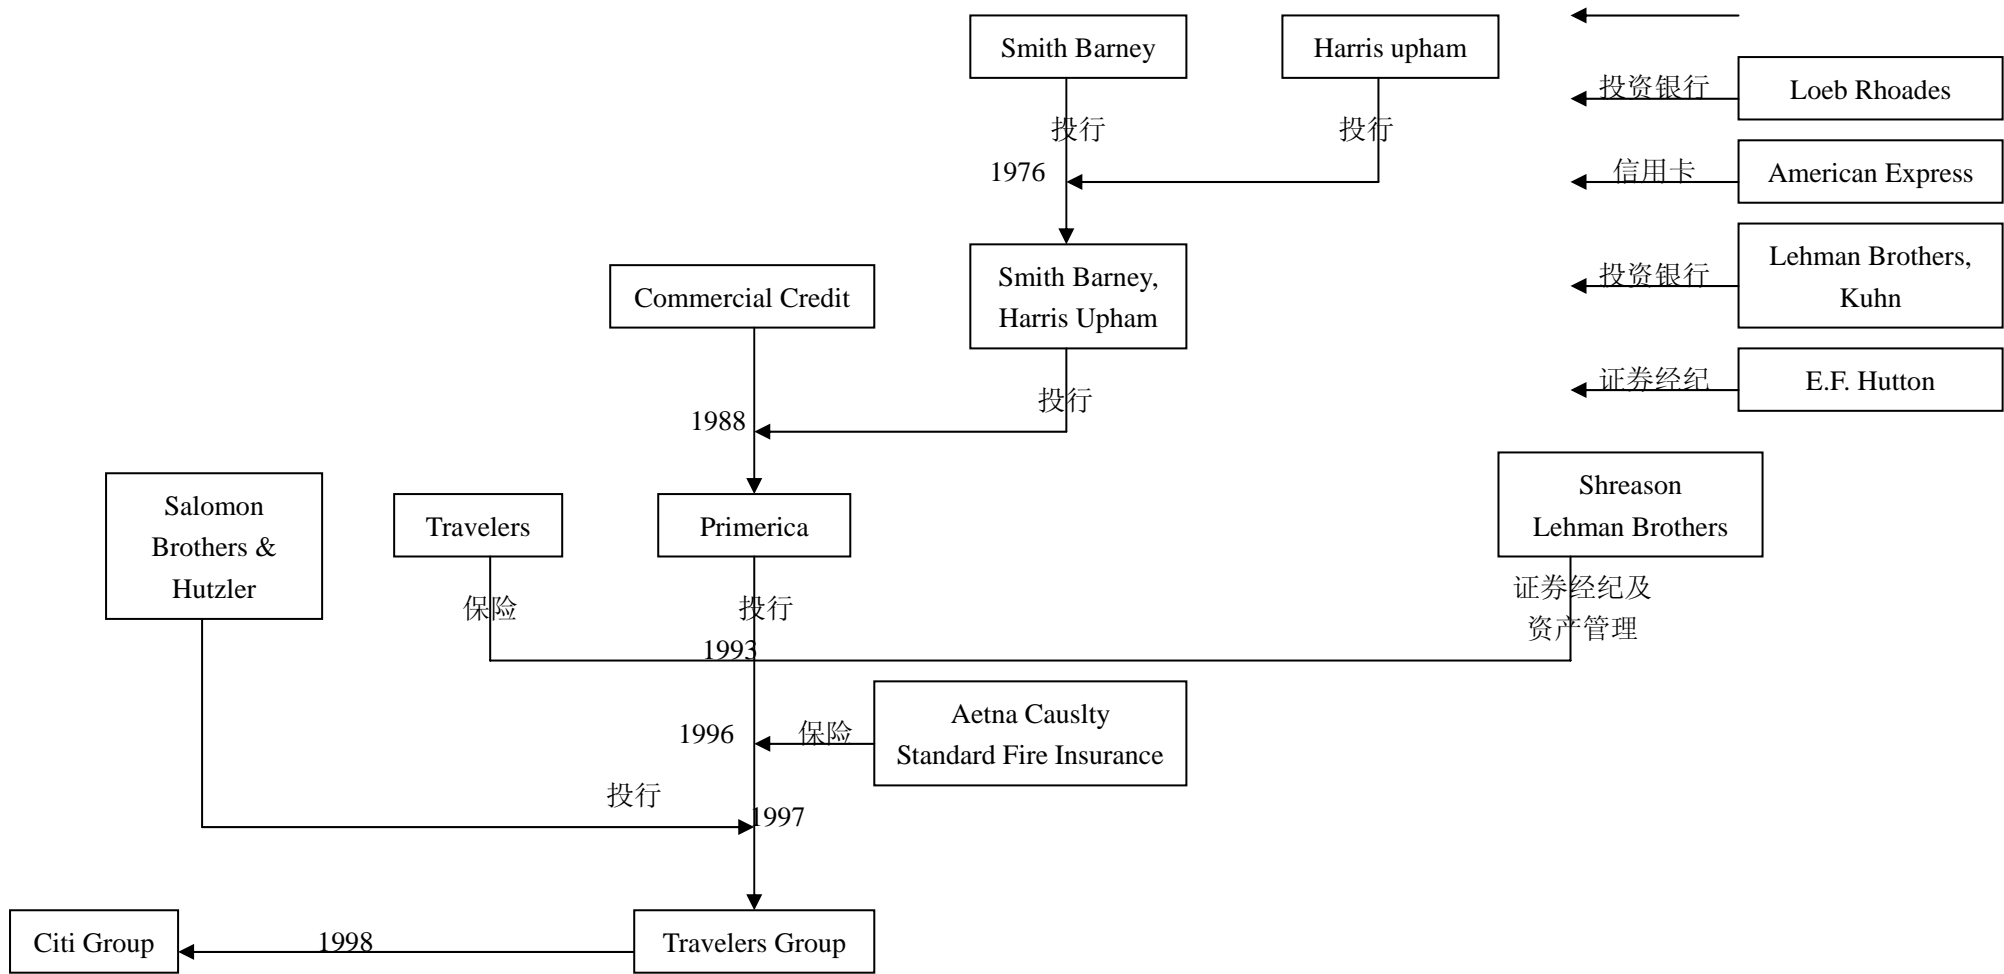 Smith Barney
Harris upham
投资银行
Loeb Rhoades
投行
投行
1976
信用卡
American Express
投资银行
Lehman Brothers,
Kuhn
Commercial Credit
Smith Barney,
Harris Upham
证券经纪
E.F. Hutton
投行
1988
Salomon
Brothers &
Hutzler
Travelers
Primerica
Shreason
Lehman Brothers
保险
投行
证券经纪及
资产管理
1993
1996
保险
Aetna Causlty
Standard Fire Insurance
投行
1997
Citi Group
1998
Travelers Group